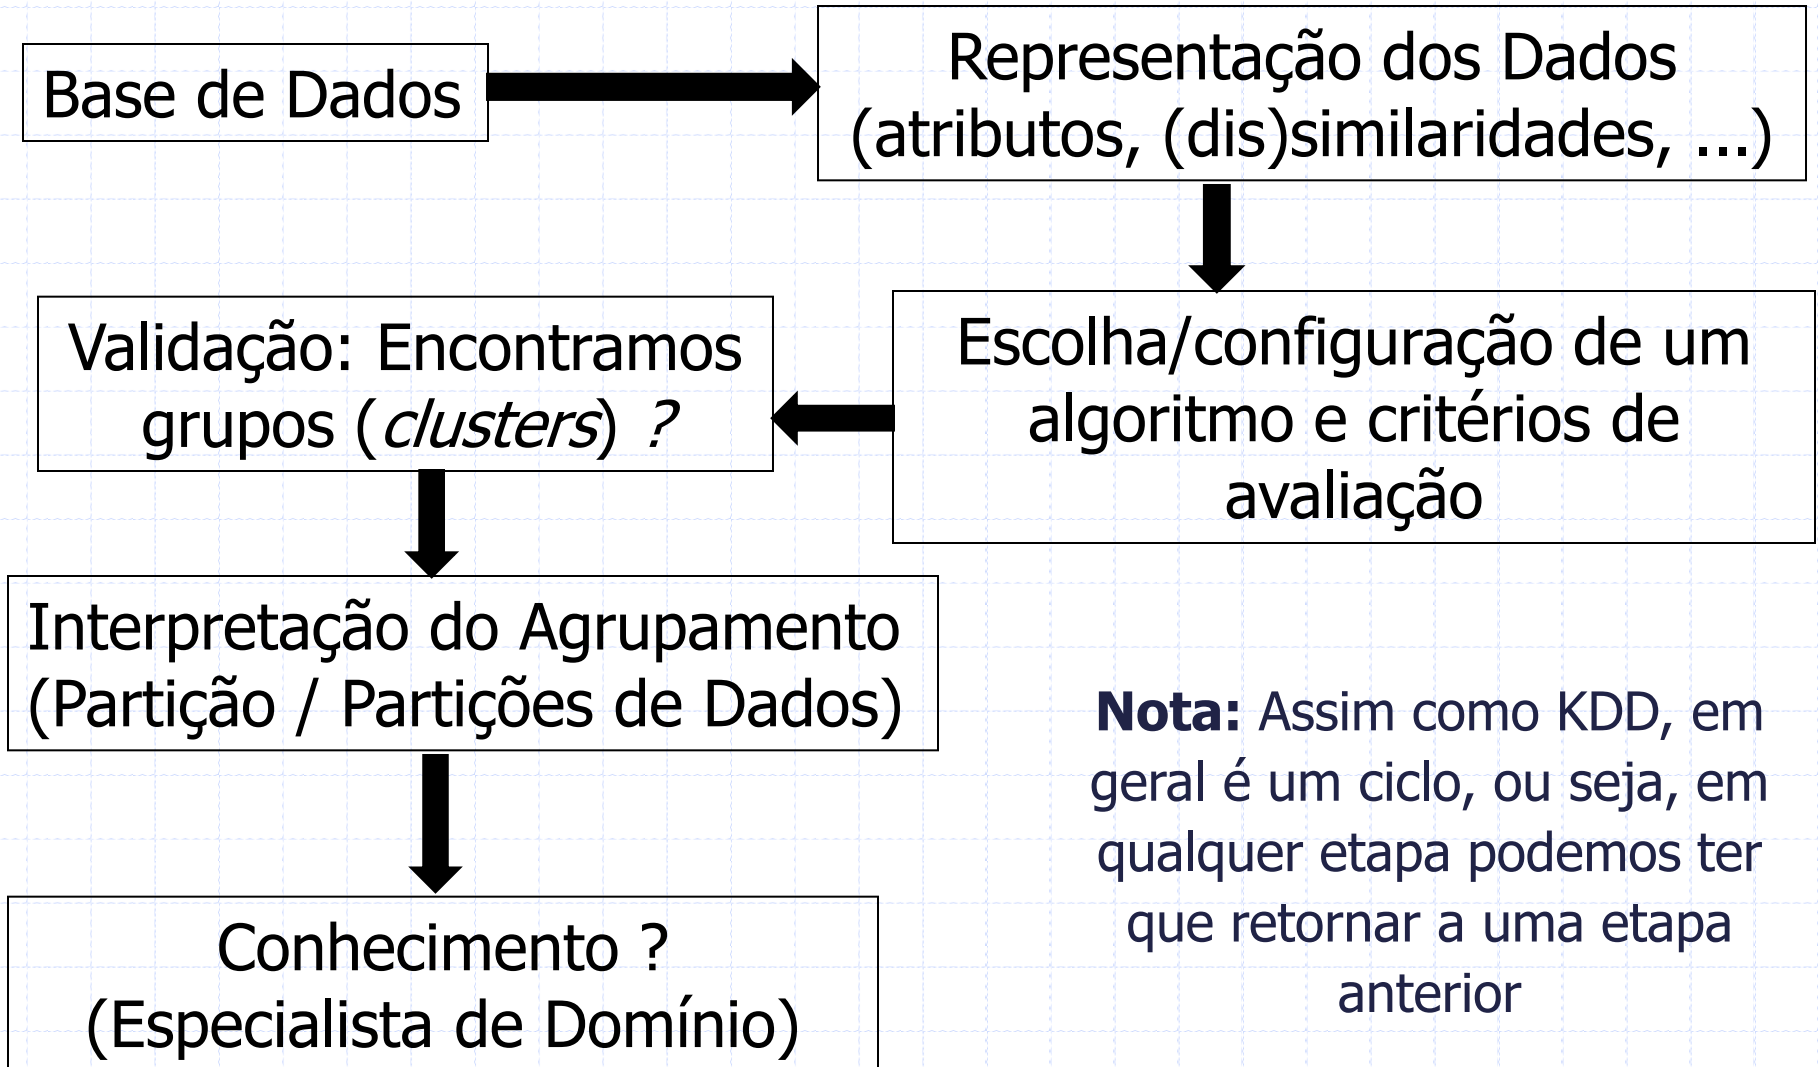 Base de Dados
Representação dos Dados
(atributos, (dis)similaridades, ...)
Escolha/configuração de um
algoritmo e critérios de
avaliação
Validação: Encontramos
grupos (clusters) ?
Interpretação do Agrupamento
(Partição / Partições de Dados)
Conhecimento ?
(Especialista de Domínio)
Nota: Assim como KDD, em
geral é um ciclo, ou seja, em
qualquer etapa podemos ter
que retornar a uma etapa
anterior